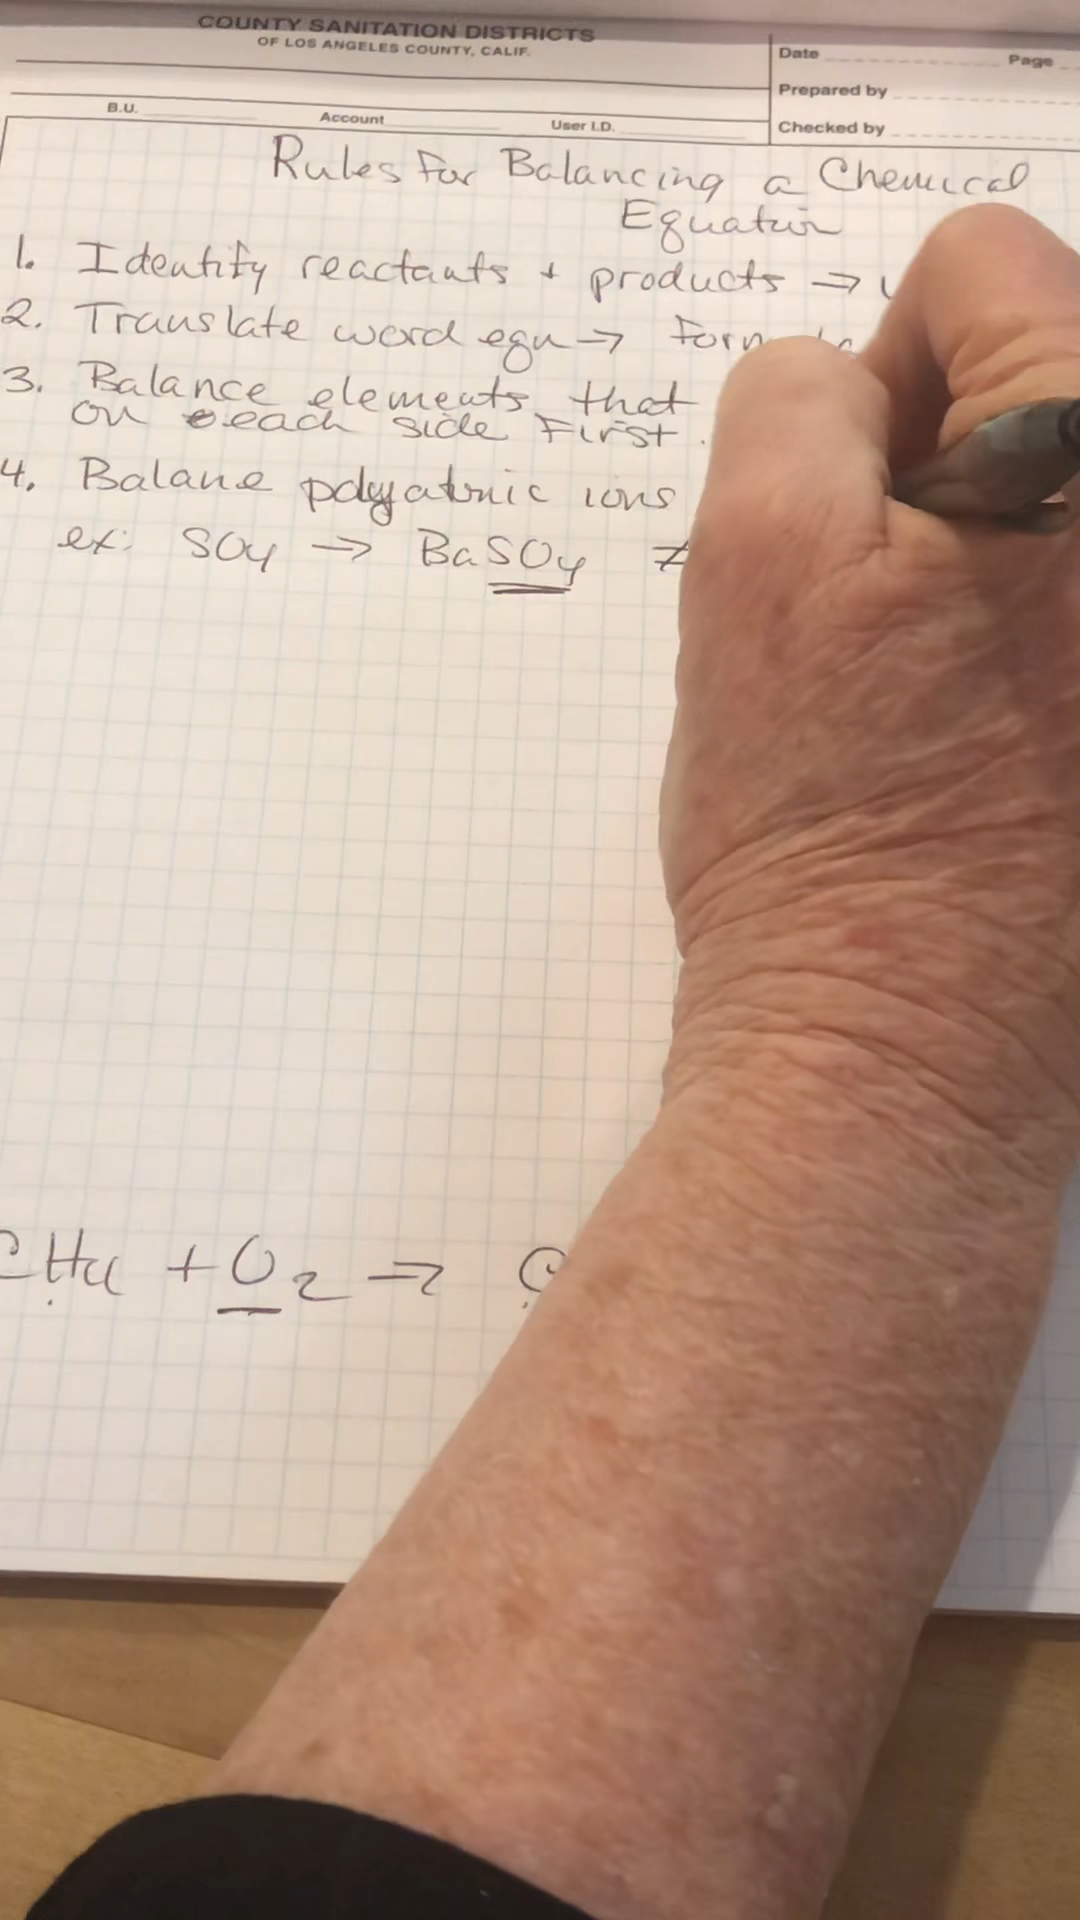 COUNTY SANITATION DISTRICTS
OF LOS ANGELES COUNTY, CALIF.
Date Page
Prepared by
Checked by
B.U. Account User I.D.
Rules For Balancing a Chemical
Equation
1. Identify reactants + products →
2. Translate word equ →
3. Balance elements that
on each side First.
4. Balane polyatomic ions
ex: SO4 → BaSO4 ≠
CH4 + O2 →